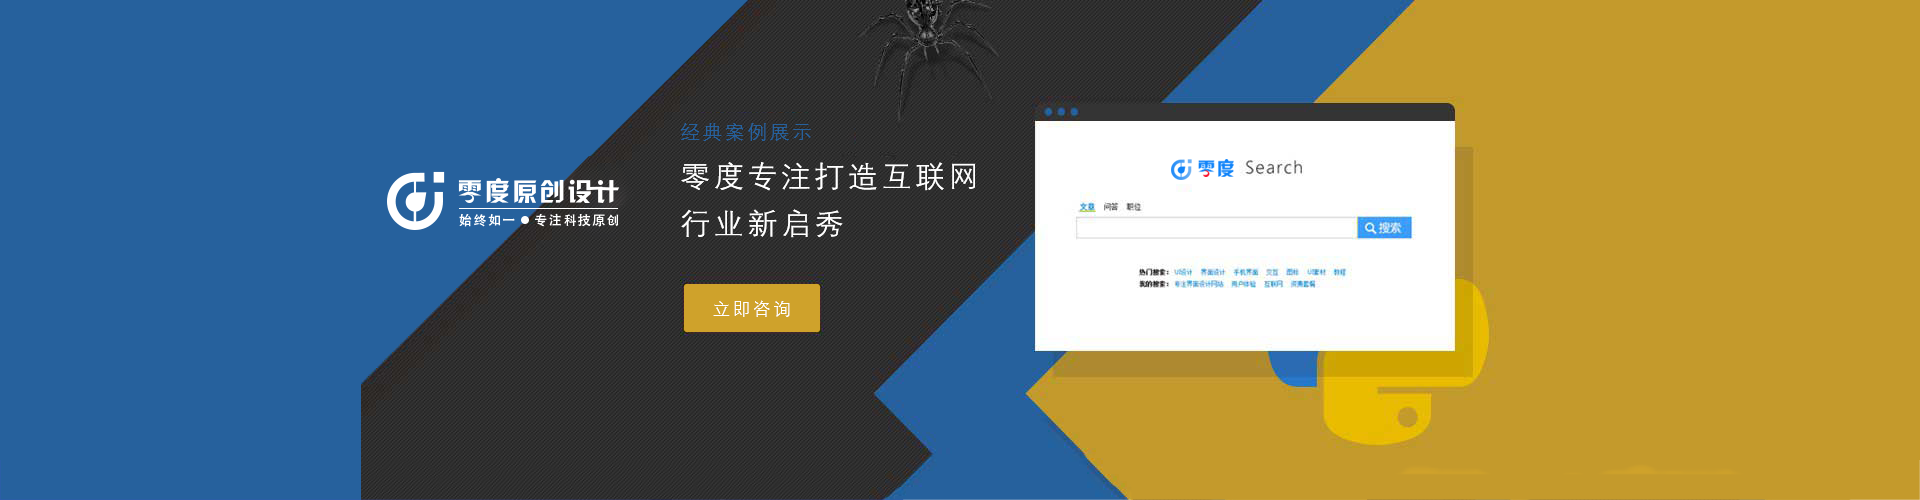 零度原创设计
始终如一●专注科技原创
经典案例展示
零度专注打造互联网
行业新启秀
立即咨询
零度 Search
文章 问答 职位
搜索
热门搜索： UI设计 界面设计 手机界面 交互 图标 UI素材 教程
我的搜索： 专注界面设计网站 用户体验 互联网 资费套餐